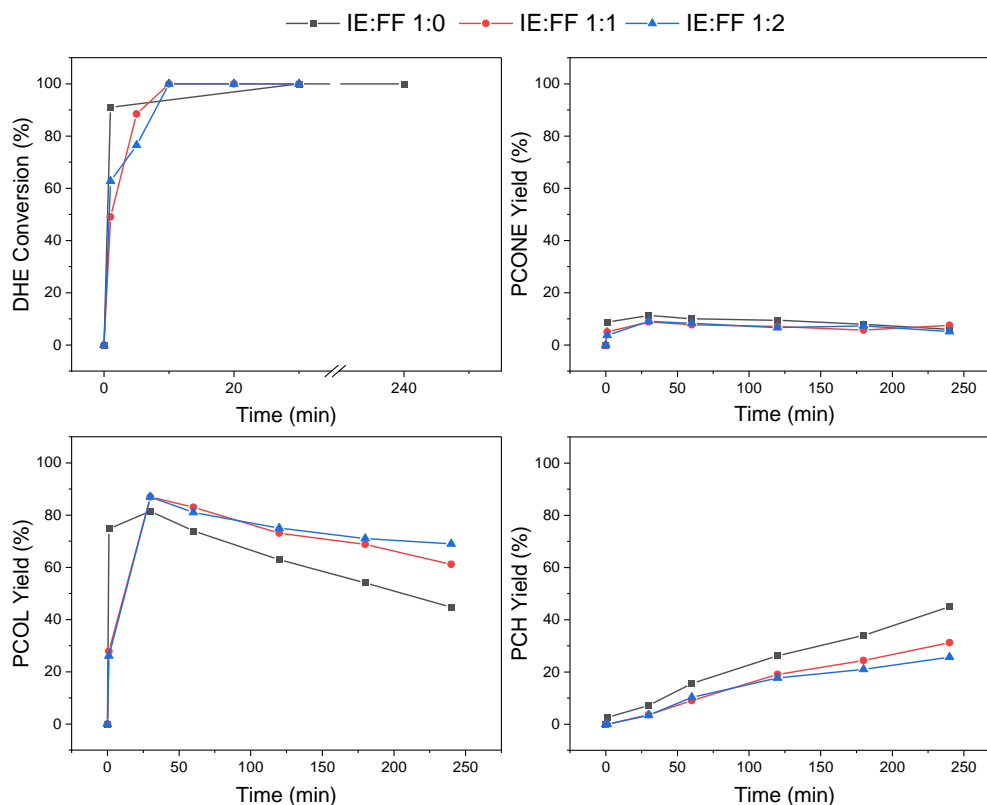 IE:FF 1:0 IE:FF 1:1 IE:FF 1:2
DHE Conversion (%)
100
80
60
40
20
0
0 20 240
Time (min)
PCONE Yield (%)
100
80
60
40
20
0
0 50 100 150 200 250
Time (min)
PCOL Yield (%)
100
80
60
40
20
0
0 50 100 150 200 250
Time (min)
PCH Yield (%)
100
80
60
40
20
0
0 50 100 150 200 250
Time (min)